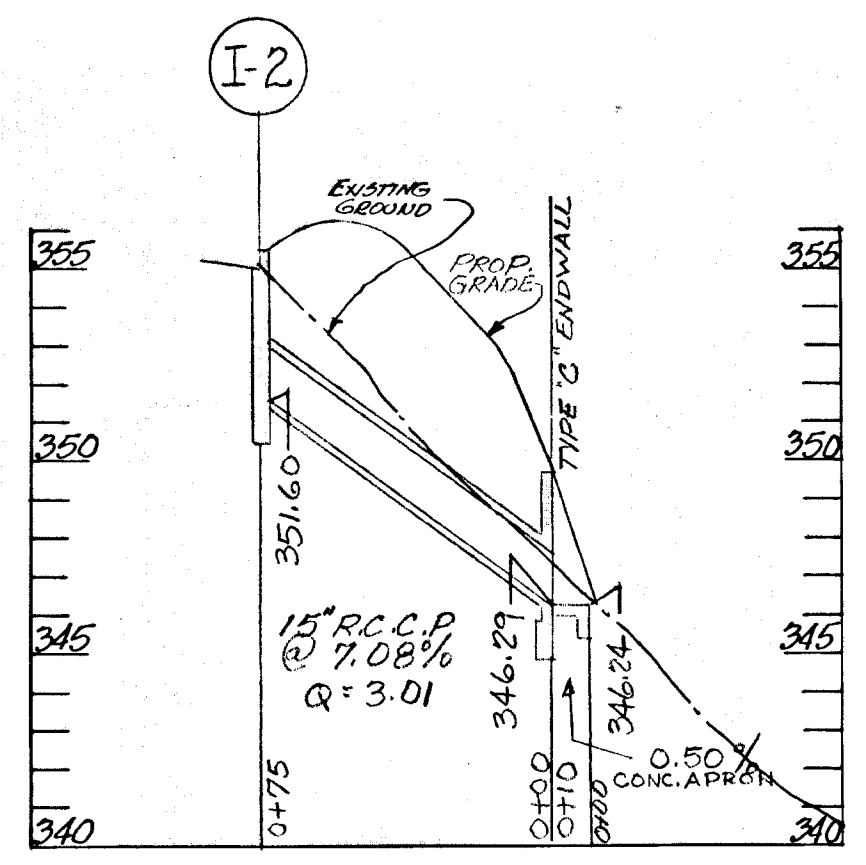 I-2
EXISTING
GROUND
PROP.
GRADE
TYPE "C" ENDWALL
355
355
350
350
351.60
15" R.C.C.P
@ 7.08%
Q = 3.01
346.29
346.24
345
345
0.50 %
CONC. APRON
0+75
0+00
0+10
0+00
340
340